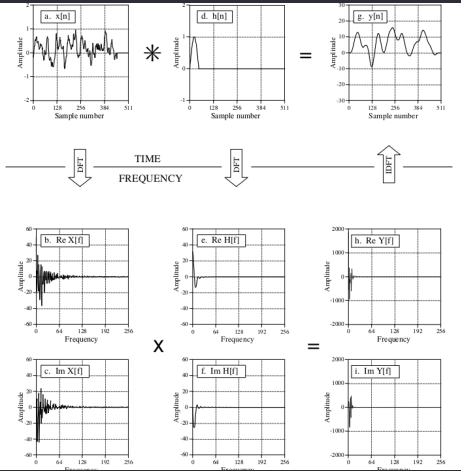 a. x[n]
2
1
0
-1
-2
Amplitude
0 128 256 384 511
Sample number
*
d. h[n]
2
1
0
-1
Amplitude
0 128 256 384 511
Sample number
=
g. y[n]
30
20
10
0
-10
-20
-30
Amplitude
0 128 256 384 511
Sample number
DFT
TIME
FREQUENCY
DFT
IDFT
b. Re X[f]
60
40
20
0
-20
-40
-60
Amplitude
0 64 128 192 256
Frequency
e. Re H[f]
60
40
20
0
-20
-40
-60
Amplitude
0 64 128 192 256
Frequency
h. Re Y[f]
2000
1000
0
-1000
-2000
Amplitude
0 64 128 192 256
Frequency
X
=
c. Im X[f]
60
40
20
0
-20
-40
-60
Amplitude
0 64 128 192 256
Frequency
f. Im H[f]
60
40
20
0
-20
-40
-60
Amplitude
0 64 128 192 256
Frequency
i. Im Y[f]
2000
1000
0
-1000
-2000
Amplitude
0 64 128 192 256
Frequency